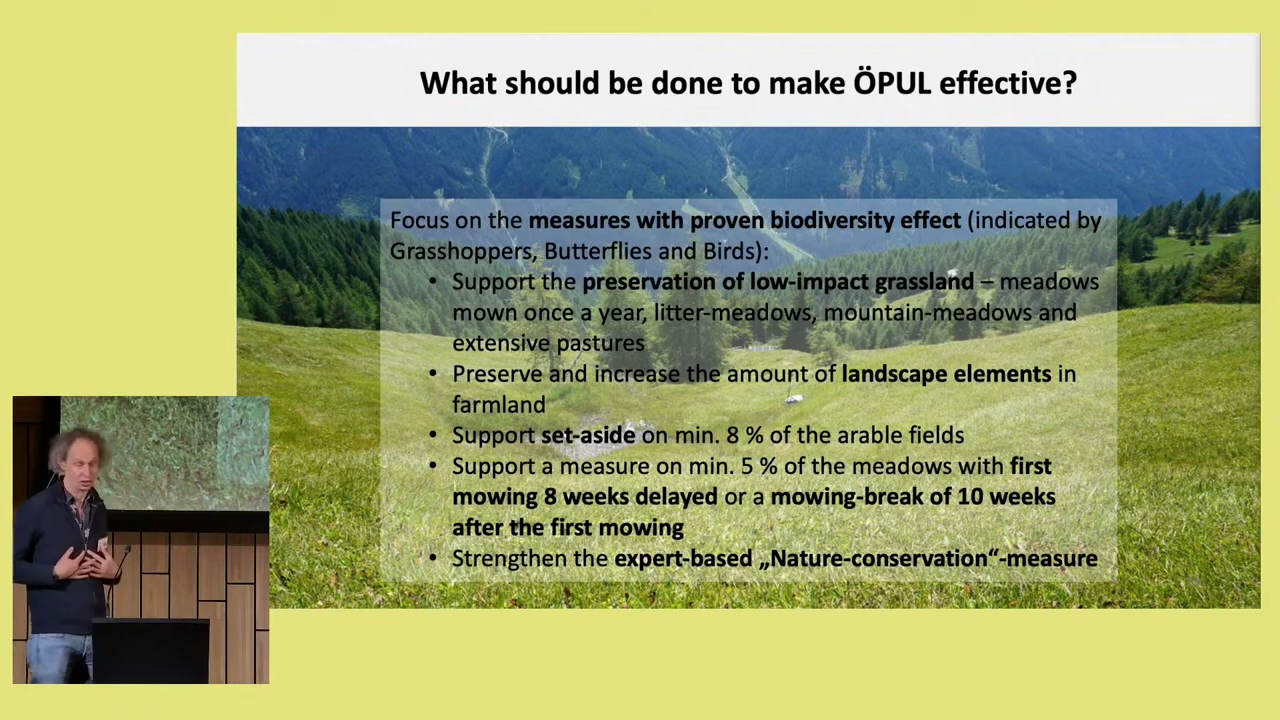 What should be done to make ÖPUL effective?
Focus on the measures with proven biodiversity effect (indicated by
Grasshoppers, Butterflies and Birds):
• Support the preservation of low-impact grassland – meadows
mown once a year, litter-meadows, mountain-meadows and
extensive pastures
• Preserve and increase the amount of landscape elements in
farmland
• Support set-aside on min. 8 % of the arable fields
• Support a measure on min. 5 % of the meadows with first
mowing 8 weeks delayed or a mowing-break of 10 weeks
after the first mowing
• Strengthen the expert-based „Nature-conservation“-measure